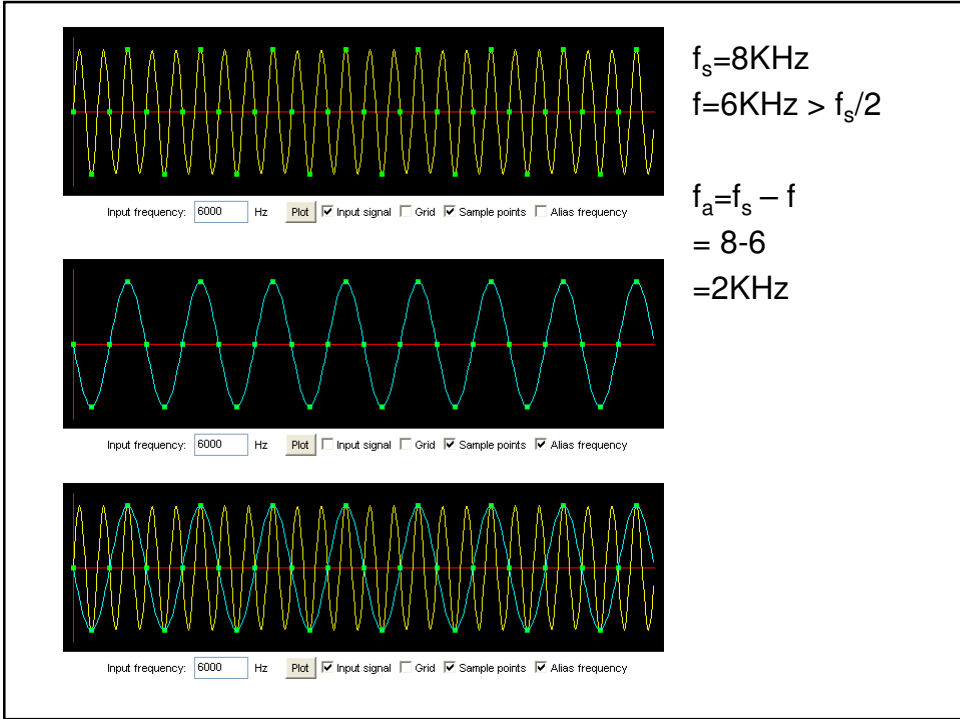 fs=8KHz
f=6KHz > fs/2
fa=fs – f
= 8-6
=2KHz
Input frequency: 6000 Hz Plot Input signal Grid Sample points Alias frequency
Input frequency: 6000 Hz Plot Input signal Grid Sample points Alias frequency
Input frequency: 6000 Hz Plot Input signal Grid Sample points Alias frequency